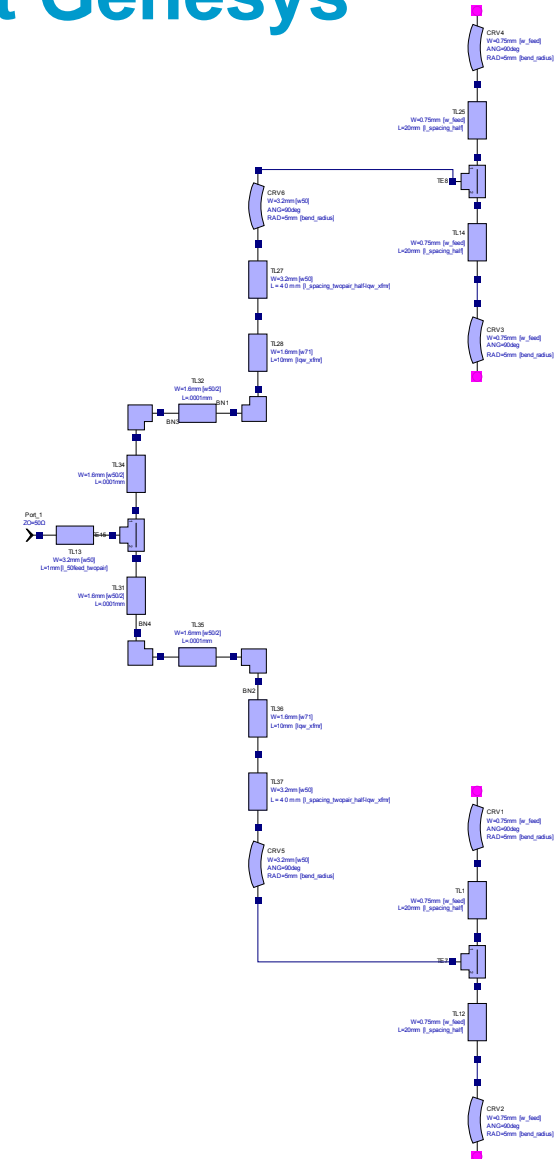 t Genesys
CRV4
W=0.75mm [w_feed]
ANG=90deg
RAD=5mm [bend_radius]
TL25
W=0.75mm [w_feed]
L=20mm [l_spacing_half]
TE8
CRV6
W=3.2mm [w50]
ANG=90deg
RAD=5mm [bend_radius]
TL14
W=0.75mm [w_feed]
L=20mm [l_spacing_half]
TL27
W=3.2mm [w50]
L = 4 0 m m [l_spacing_twopair_half-lqw_xfmr]
CRV3
W=0.75mm [w_feed]
ANG=90deg
RAD=5mm [bend_radius]
TL28
W=1.6mm [w71]
L=10mm [lqw_xfmr]
TL32
W=1.6mm [w50/2]
L=.0001mm
BN1
BN3
TL34
W=1.6mm [w50/2]
L=.0001mm
Port_1
ZO=50Ω
TE15
TL13
W=3.2mm [w50]
L=1mm [l_50feed_twopair]
TL31
W=1.6mm [w50/2]
L=.0001mm
BN4
TL35
W=1.6mm [w50/2]
L=.0001mm
BN2
TL36
W=1.6mm [w71]
L=10mm [lqw_xfmr]
TL37
W=3.2mm [w50]
L = 4 0 m m [l_spacing_twopair_half-lqw_xfmr]
CRV1
W=0.75mm [w_feed]
ANG=90deg
RAD=5mm [bend_radius]
CRV5
W=3.2mm [w50]
ANG=90deg
RAD=5mm [bend_radius]
TL1
W=0.75mm [w_feed]
L=20mm [l_spacing_half]
TE7
TL12
W=0.75mm [w_feed]
L=20mm [l_spacing_half]
CRV2
W=0.75mm [w_feed]
ANG=90deg
RAD=5mm [bend_radius]